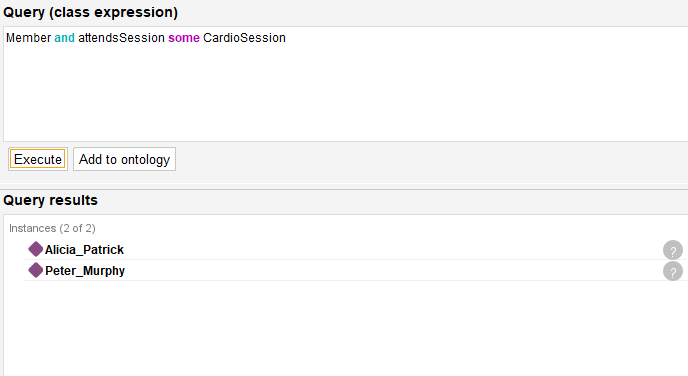 Query (class expression)
Member and attendsSession some CardioSession
Execute Add to ontology
Query results
Instances (2 of 2)
Alicia_Patrick ?
Peter_Murphy ?